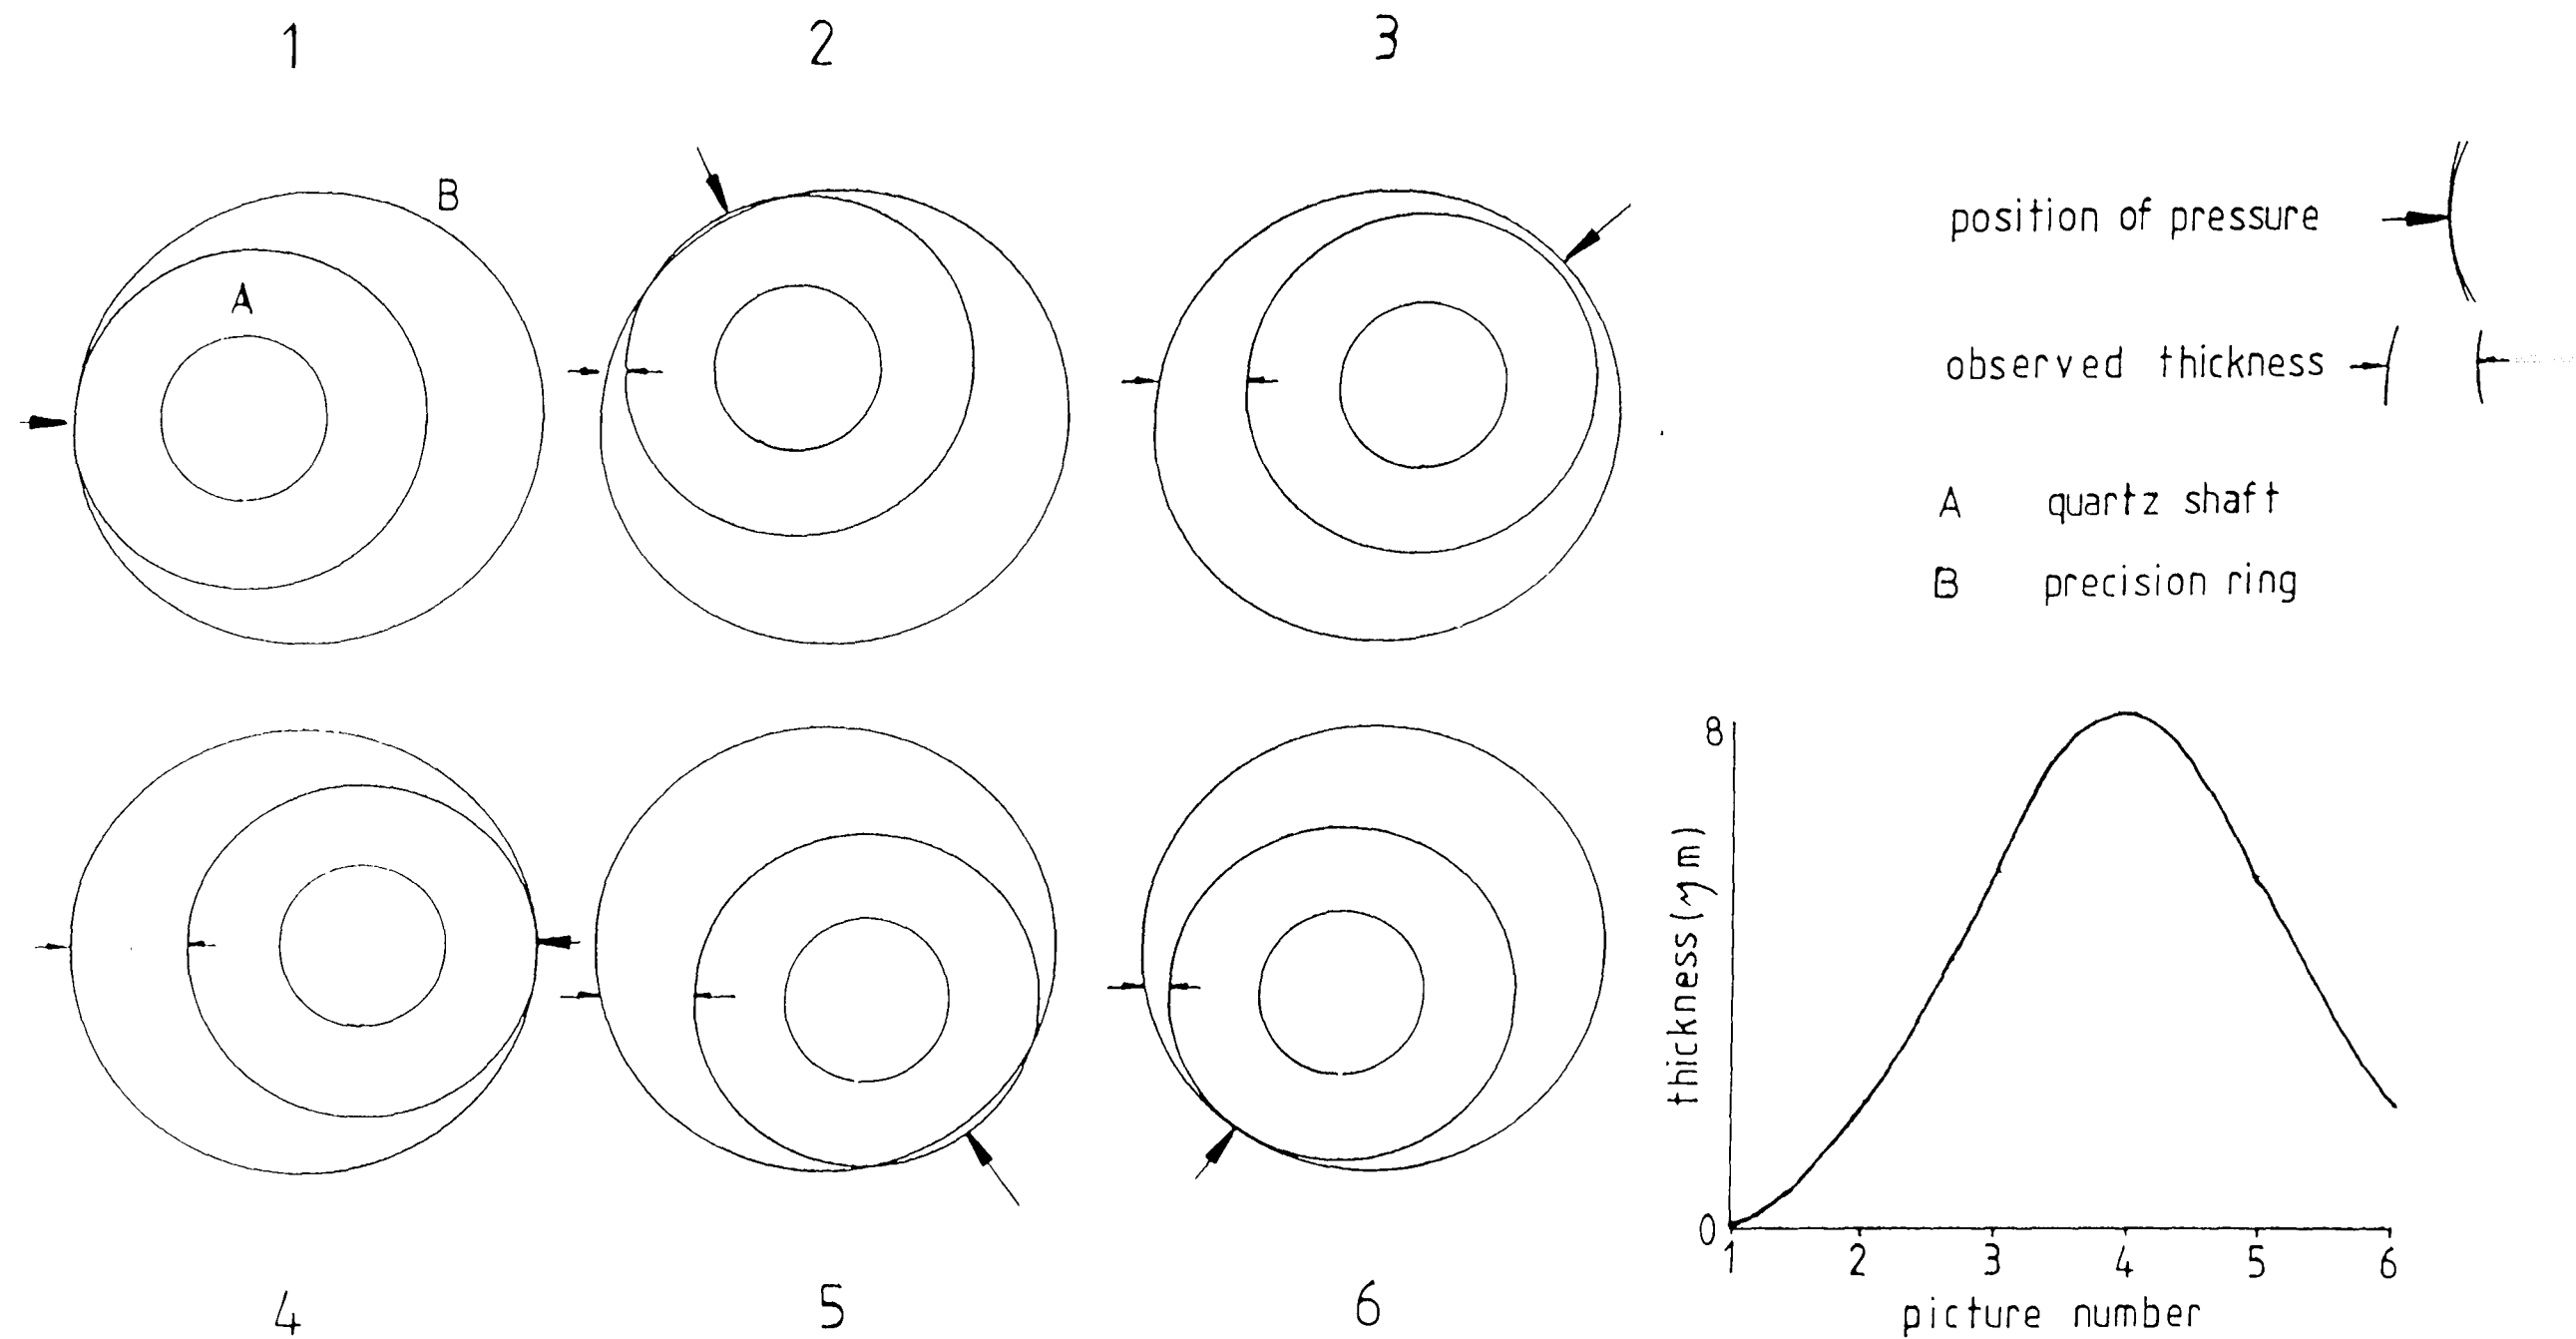 1 2 3
B
A
position of pressure
observed thickness
A quartz shaft
B precision ring
4 5 6
8
thickness (ηm)
0
1 2 3 4 5 6
picture number